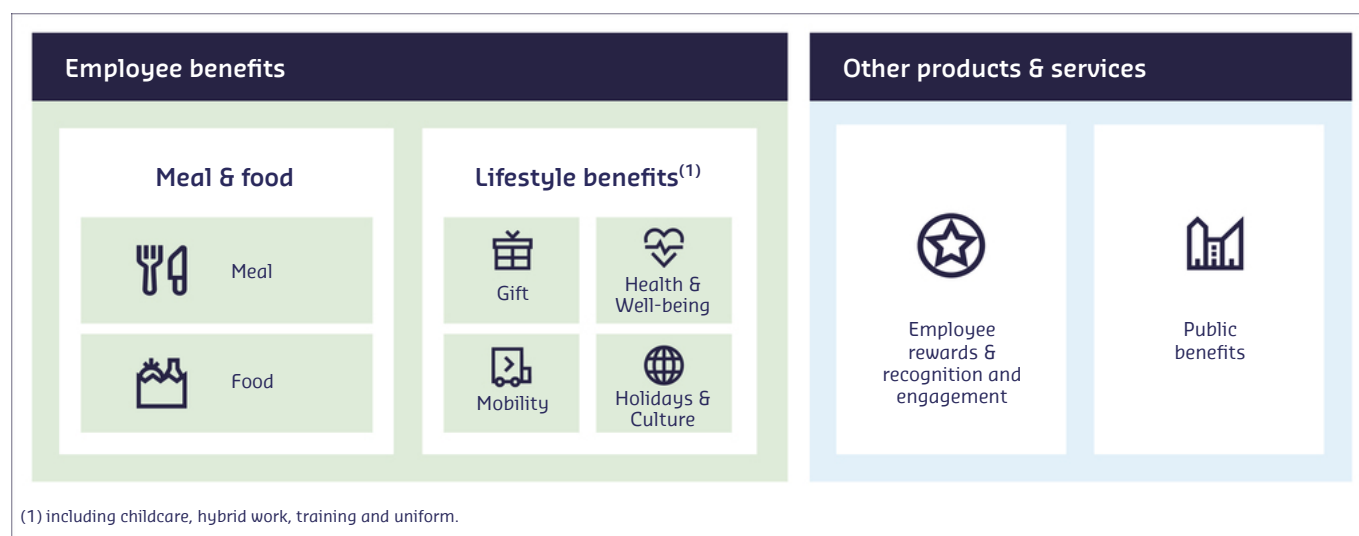 Employee benefits
Meal & food
Meal
Food
Lifestyle benefits(1)
Gift
Health &
Well-being
Mobility
Holidays &
Culture
Other products & services
Employee
rewards &
recognition and
engagement
Public
benefits
(1) including childcare, hybrid work, training and uniform.